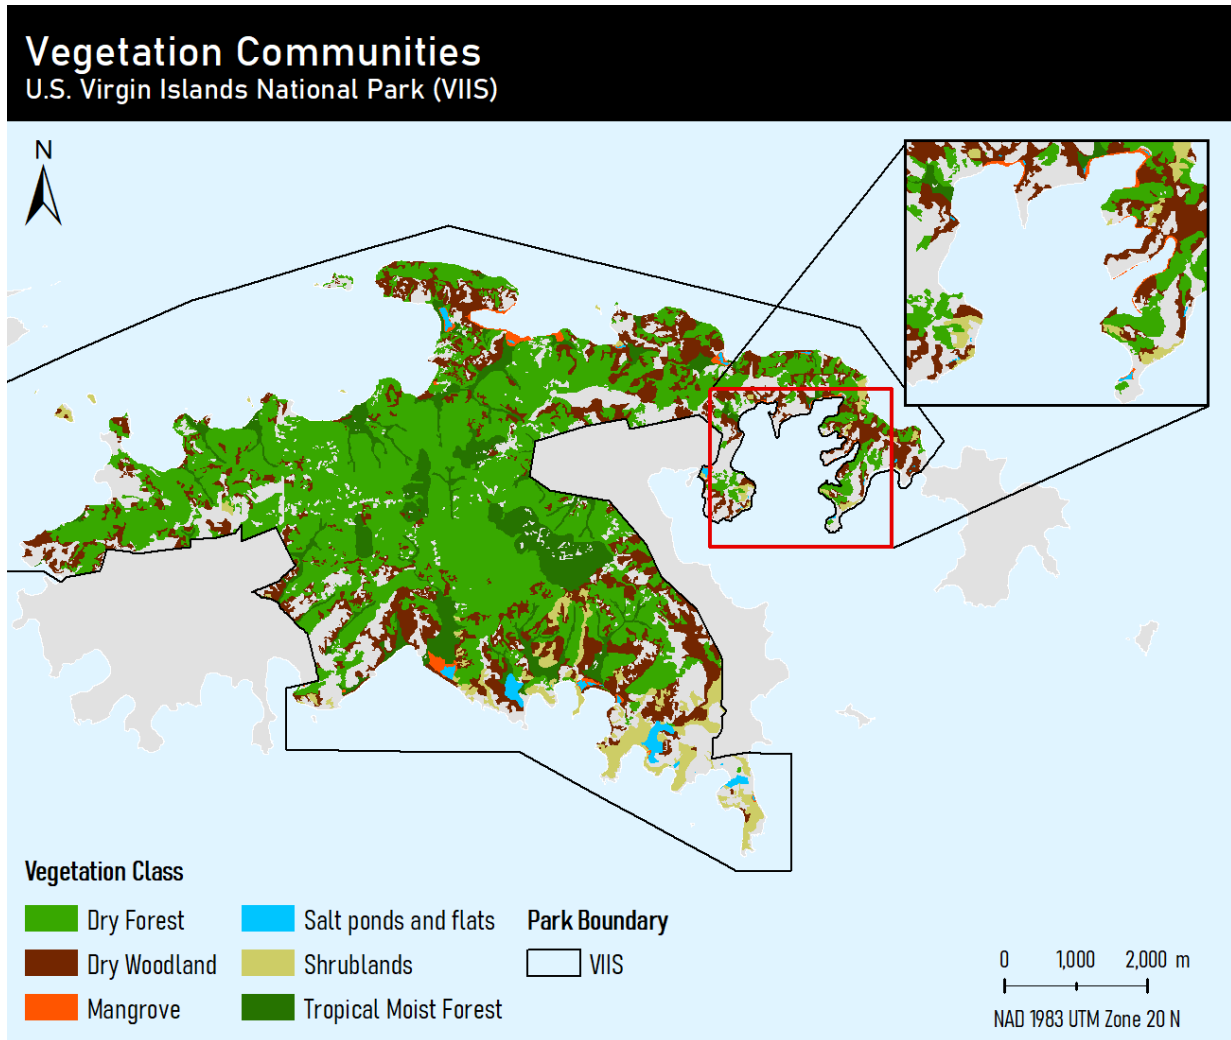 Vegetation Communities
U.S. Virgin Islands National Park (VIIS)
N
Vegetation Class
Dry Forest
Dry Woodland
Mangrove
Salt ponds and flats
Shrublands
Tropical Moist Forest
Park Boundary
VIIS
0 1,000 2,000 m
NAD 1983 UTM Zone 20 N